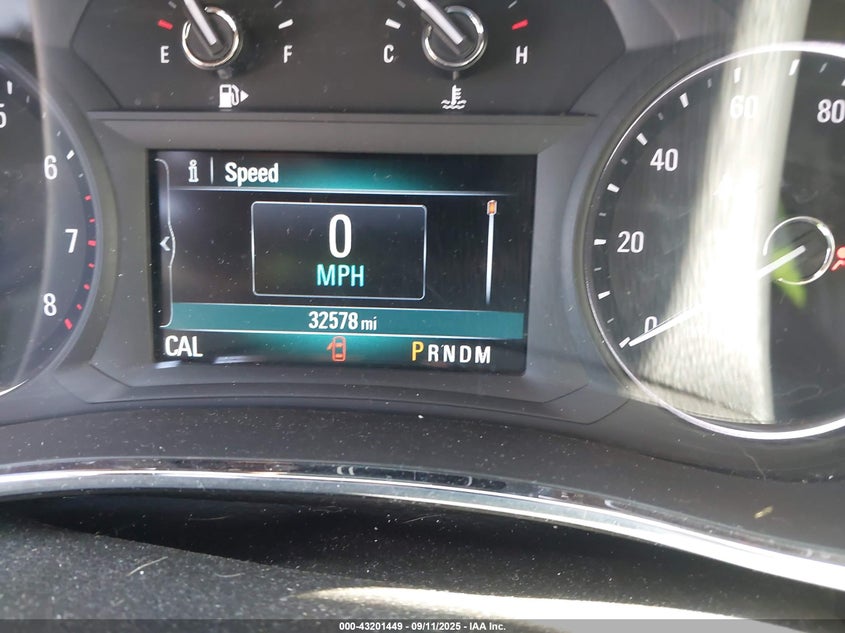 E F C H
5 6 7 8
Speed
0
MPH
32578 mi
CAL PRNDM
0 20 40 60 80
000-43201449 - 09/11/2025 - IAA Inc.